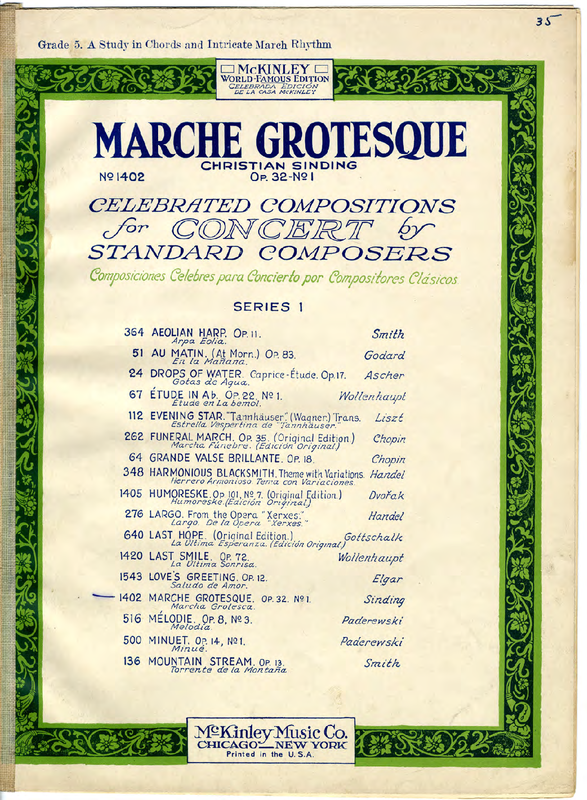 35
Grade 5. A Study in Chords and Intricate March Rhythm
McKINLEY
WORLD-FAMOUS EDITION
CELEBRADA EDICIÓN
DE LA CASA McKINLEY
MARCHE GROTESQUE
CHRISTIAN SINDING
No 1402 OP. 32-No 1
CELEBRATED COMPOSITIONS
for CONCERT by
STANDARD COMPOSERS
Composiciones Celebres para Concierto por Compositores Clásicos
SERIES 1
364 AEOLIAN HARP. OP. 11. Smith
Arpa Eolia.
51 AU MATIN. (At Morn.) OP. 83. Godard
En la Mañana.
24 DROPS OF WATER. Caprice-Étude. Op. 17. Ascher
Gotas de Agua.
67 ÉTUDE IN Ab. OP. 22. No 1. Wollenhaupt
Etude en La bemol.
112 EVENING STAR. "Tannhäuser". (Wagner.) Trans. Liszt
Estrella Vespertina de "Tannhäuser."
262 FUNERAL MARCH. OP. 35. (Original Edition.) Chopin
Marcha Fúnebre. (Edición Original.)
64 GRANDE VALSE BRILLANTE. OP. 18. Chopin
348 HARMONIOUS BLACKSMITH. Theme with Variations. Handel
Herrero Armonioso Tema con Variaciones.
1405 HUMORESKE. OP. 101, No 7. (Original Edition.) Dvořak
Humoreske. (Edición Original.)
276 LARGO. From the Opera "Xerxes." Handel
Largo. De la Opera "Xerxes."
640 LAST HOPE. (Original Edition.) Gottschalk
La Ultima Esperanza. (Edición Original.)
1420 LAST SMILE. OP. 72. Wollenhaupt
La Ultima Sonrisa.
1543 LOVE'S GREETING. OP. 12. Elgar
Saludo de Amor.
1402 MARCHE GROTESQUE. OP. 32. No 1. Sinding
Marcha Grotesca.
516 MÉLODIE. OP. 8, No 3. Paderewski
Melodia
500 MINUET. OP. 14, No 1. Paderewski
Minué.
136 MOUNTAIN STREAM. OP. 13. Smith
Torrente de la Montaña
McKinley Music Co.
CHICAGO - NEW YORK
Printed in the U.S.A.